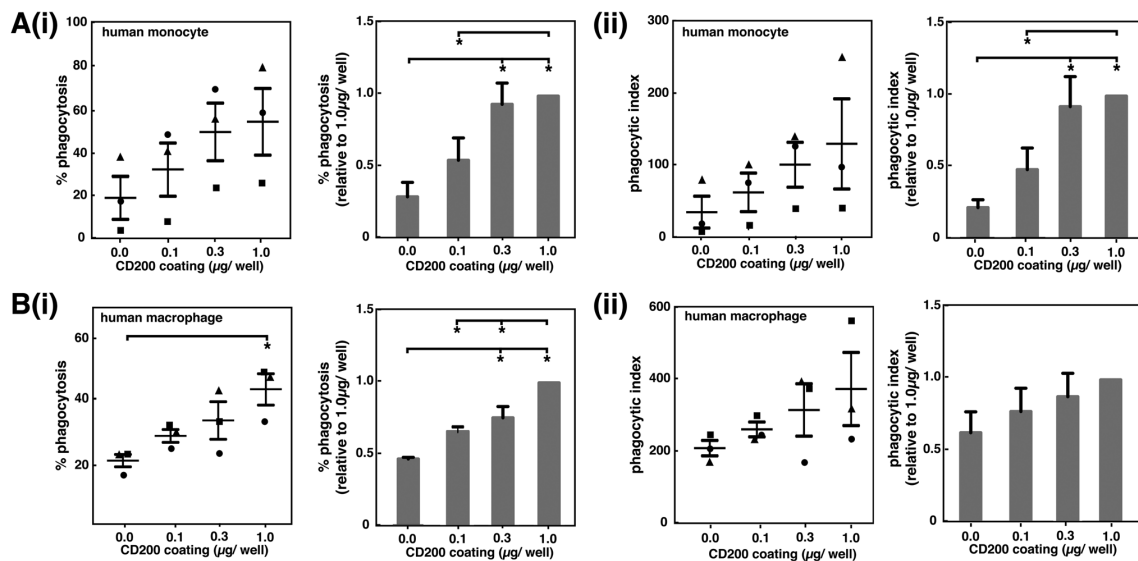 A(i)
human monocyte
% phagocytosis
100
80
60
40
20
0
0.0 0.1 0.3 1.0
CD200 coating (µg/ well)
% phagocytosis
(relative to 1.0µg/ well)
1.5
1.0
0.5
0
* * *
0.0 0.1 0.3 1.0
CD200 coating (µg/ well)
(ii)
human monocyte
phagocytic index
300
200
100
0
0.0 0.1 0.3 1.0
CD200 coating (µg/ well)
phagocytic index
(relative to 1.0µg/ well)
1.5
1.0
0.5
0
* * *
0.0 0.1 0.3 1.0
CD200 coating (µg/ well)
B(i)
human macrophage
% phagocytosis
60
40
20
*
0.0 0.1 0.3 1.0
CD200 coating (µg/ well)
% phagocytosis
(relative to 1.0µg/ well)
1.5
1.0
0.5
0
* *
* *
0.0 0.1 0.3 1.0
CD200 coating (µg/ well)
(ii)
human macrophage
phagocytic index
600
400
200
0
0.0 0.1 0.3 1.0
CD200 coating (µg/ well)
phagocytic index
(relative to 1.0µg/ well)
1.5
1.0
0.5
0
0.0 0.1 0.3 1.0
CD200 coating (µg/ well)